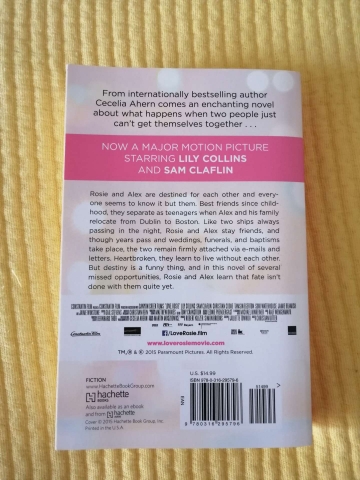 From internationally bestselling author
Cecelia Ahern comes an enchanting novel
about what happens when two people just
can't get themselves together . . .
NOW A MAJOR MOTION PICTURE
STARRING LILY COLLINS
AND SAM CLAFLIN
Rosie and Alex are destined for each other and every-
one seems to know it but them. Best friends since child-
hood, they separate as teenagers when Alex and his family
relocate from Dublin to Boston. Like two ships always
passing in the night, Rosie and Alex stay friends, and
though years pass and weddings, funerals, and baptisms
take place, the two remain firmly attached via e-mails and
letters. Heartbroken, they learn to live without each other.
But destiny is a funny thing, and in this novel of several
missed opportunities, Rosie and Alex learn that fate isn't
done with them quite yet.
f/LoveRosie.film
www.loverosiemovie.com
TM, ® & © 2015 Paramount Pictures. All Rights Reserved.
U.S. $14.99
FICTION
www.HachetteBookGroup.com
hachette
BOOKS
Also available as an ebook
and from hachette
Printed in the U.S.A.